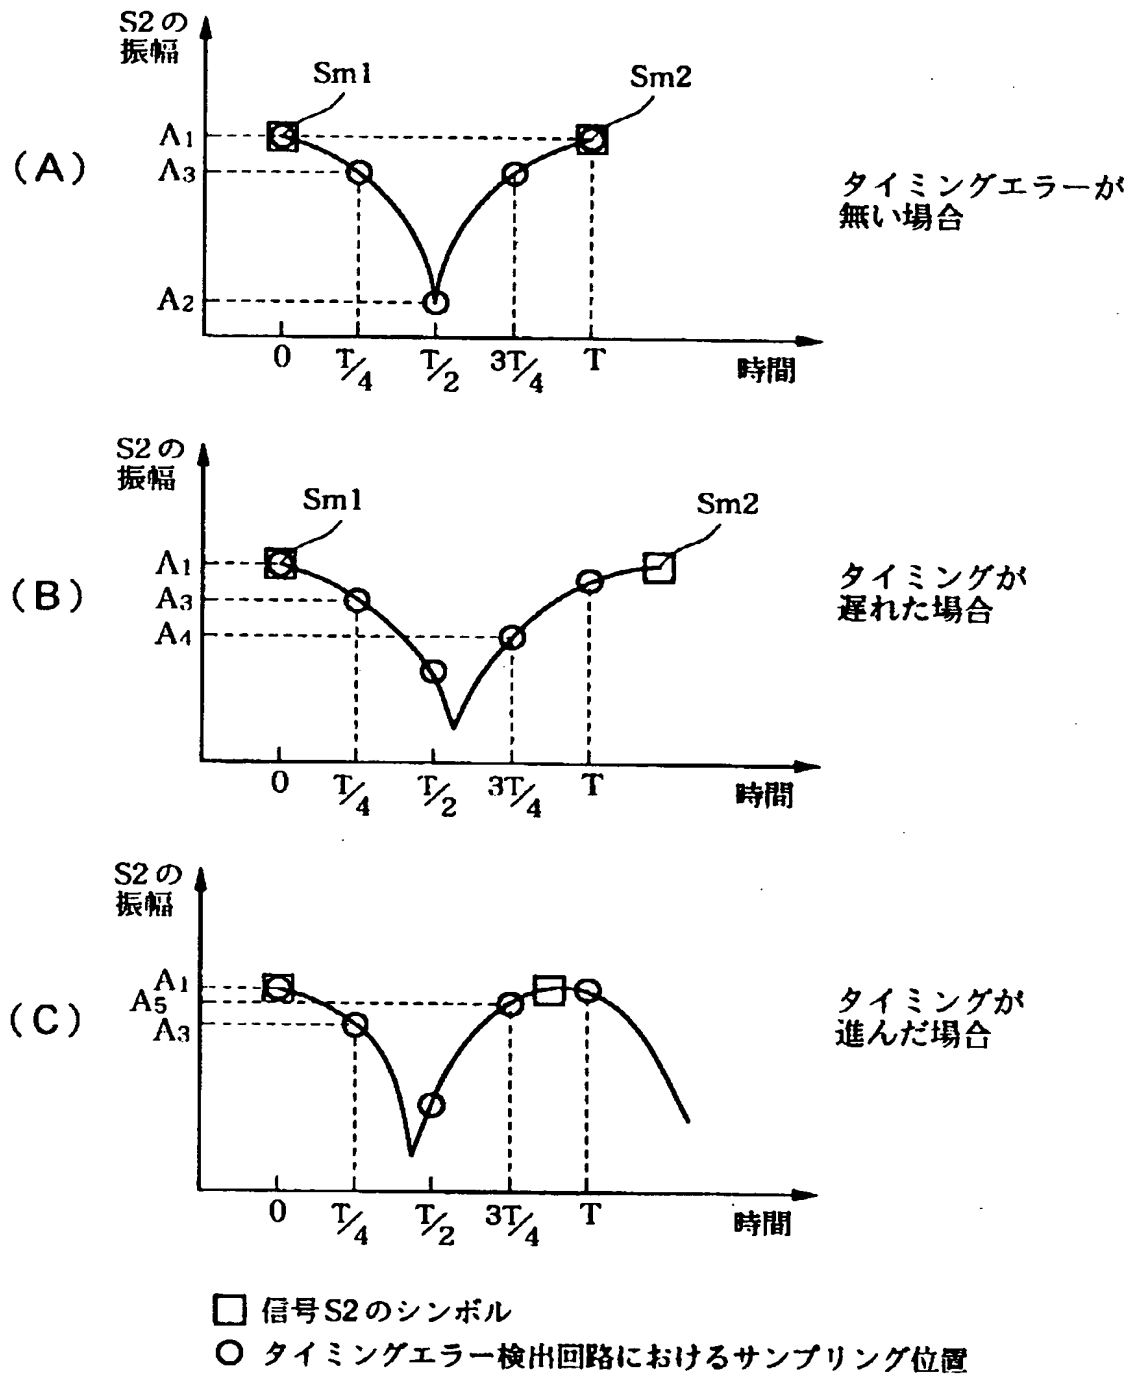 (A)
S2の
振幅
Sm1
Sm2
A1
A3
A2
0
T/4
T/2
3T/4
T
時間
タイミングエラーが
無い場合
(B)
S2の
振幅
Sm1
Sm2
A1
A3
A4
0
T/4
T/2
3T/4
T
時間
タイミングが
遅れた場合
(C)
S2の
振幅
A1
A5
A3
0
T/4
T/2
3T/4
T
時間
タイミングが
進んだ場合
信号S2のシンボル
タイミングエラー検出回路におけるサンプリング位置